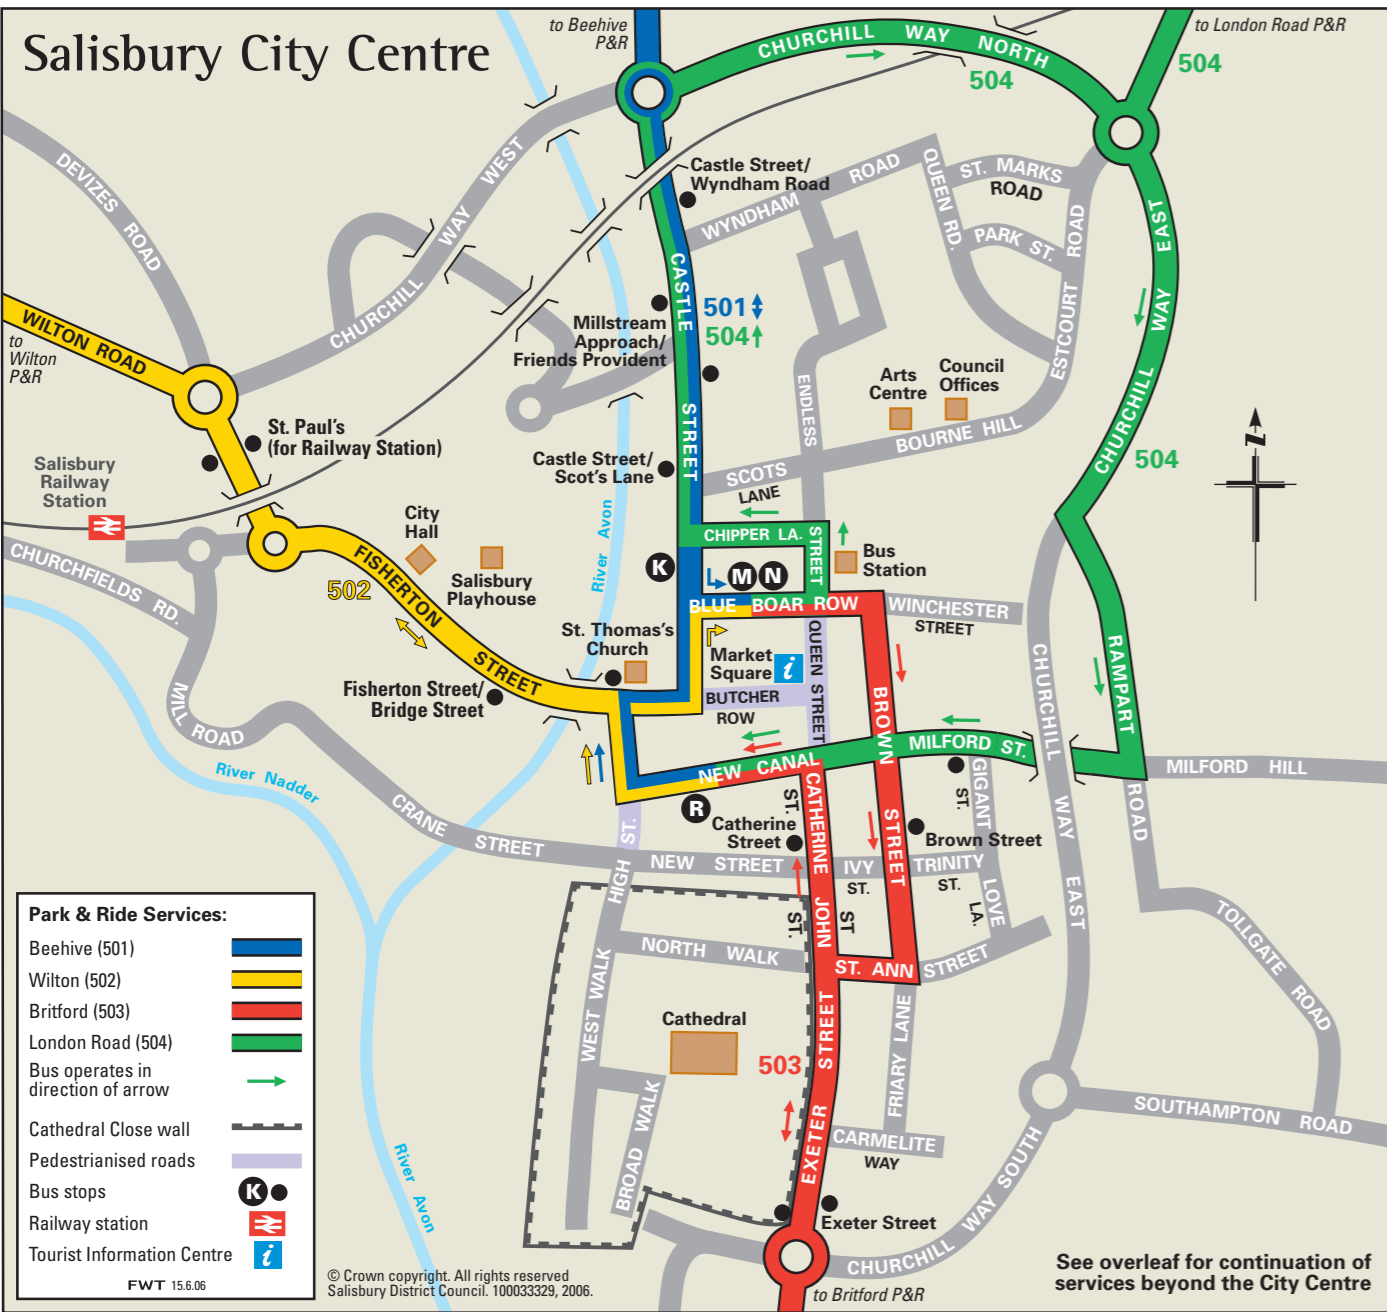 Salisbury City Centre
to Beehive
P&R
to London Road P&R
CHURCHILL WAY NORTH
504
504
DEVIZES ROAD
CHURCHILL WAY WEST
Castle Street/
Wyndham Road
WYNDHAM ROAD
QUEEN RD.
ST. MARKS
ROAD
PARK ST.
ESTCOURT ROAD
CHURCHILL WAY EAST
WILTON ROAD
to
Wilton
P&R
CASTLE STREET
501
504
Millstream
Approach/
Friends Provident
ENDLESS STREET
Arts
Centre
Council
Offices
BOURNE HILL
St. Paul's
(for Railway Station)
Salisbury
Railway
Station
Castle Street/
Scot's Lane
SCOTS
LANE
504
N
CHURCHFIELDS RD.
City
Hall
Salisbury
Playhouse
River Avon
CHIPPER LA.
Bus
Station
K
M
N
502
FISHERTON STREET
BLUE BOAR ROW
WINCHESTER
STREET
St. Thomas's
Church
Market
Square
i
QUEEN STREET
BUTCHER
ROW
Fisherton Street/
Bridge Street
MILL ROAD
BROWN STREET
CHURCHILL WAY EAST
RAMPART ROAD
MILFORD ST.
MILFORD HILL
NEW CANAL
River Nadder
CRANE STREET
R
Catherine
Street
CATHERINE
ST.
GIGANT
ST.
Brown Street
HIGH ST.
NEW STREET
IVY
ST.
TRINITY
ST.
LOVE
LA.
JOHN
ST
ST.
TOLLGATE ROAD
NORTH WALK
ST. ANN STREET
WEST WALK
Cathedral
503
EXETER STREET
FRIARY LANE
BROAD WALK
CARMELITE
WAY
SOUTHAMPTON ROAD
CHURCHILL WAY SOUTH
Exeter Street
River Avon
to Britford P&R
Park & Ride Services:
Beehive (501)
Wilton (502)
Britford (503)
London Road (504)
Bus operates in
direction of arrow
Cathedral Close wall
Pedestrianised roads
Bus stops
K
Railway station
Tourist Information Centre
i
FWT 15.6.06
© Crown copyright. All rights reserved
Salisbury District Council. 100033329, 2006.
See overleaf for continuation of
services beyond the City Centre